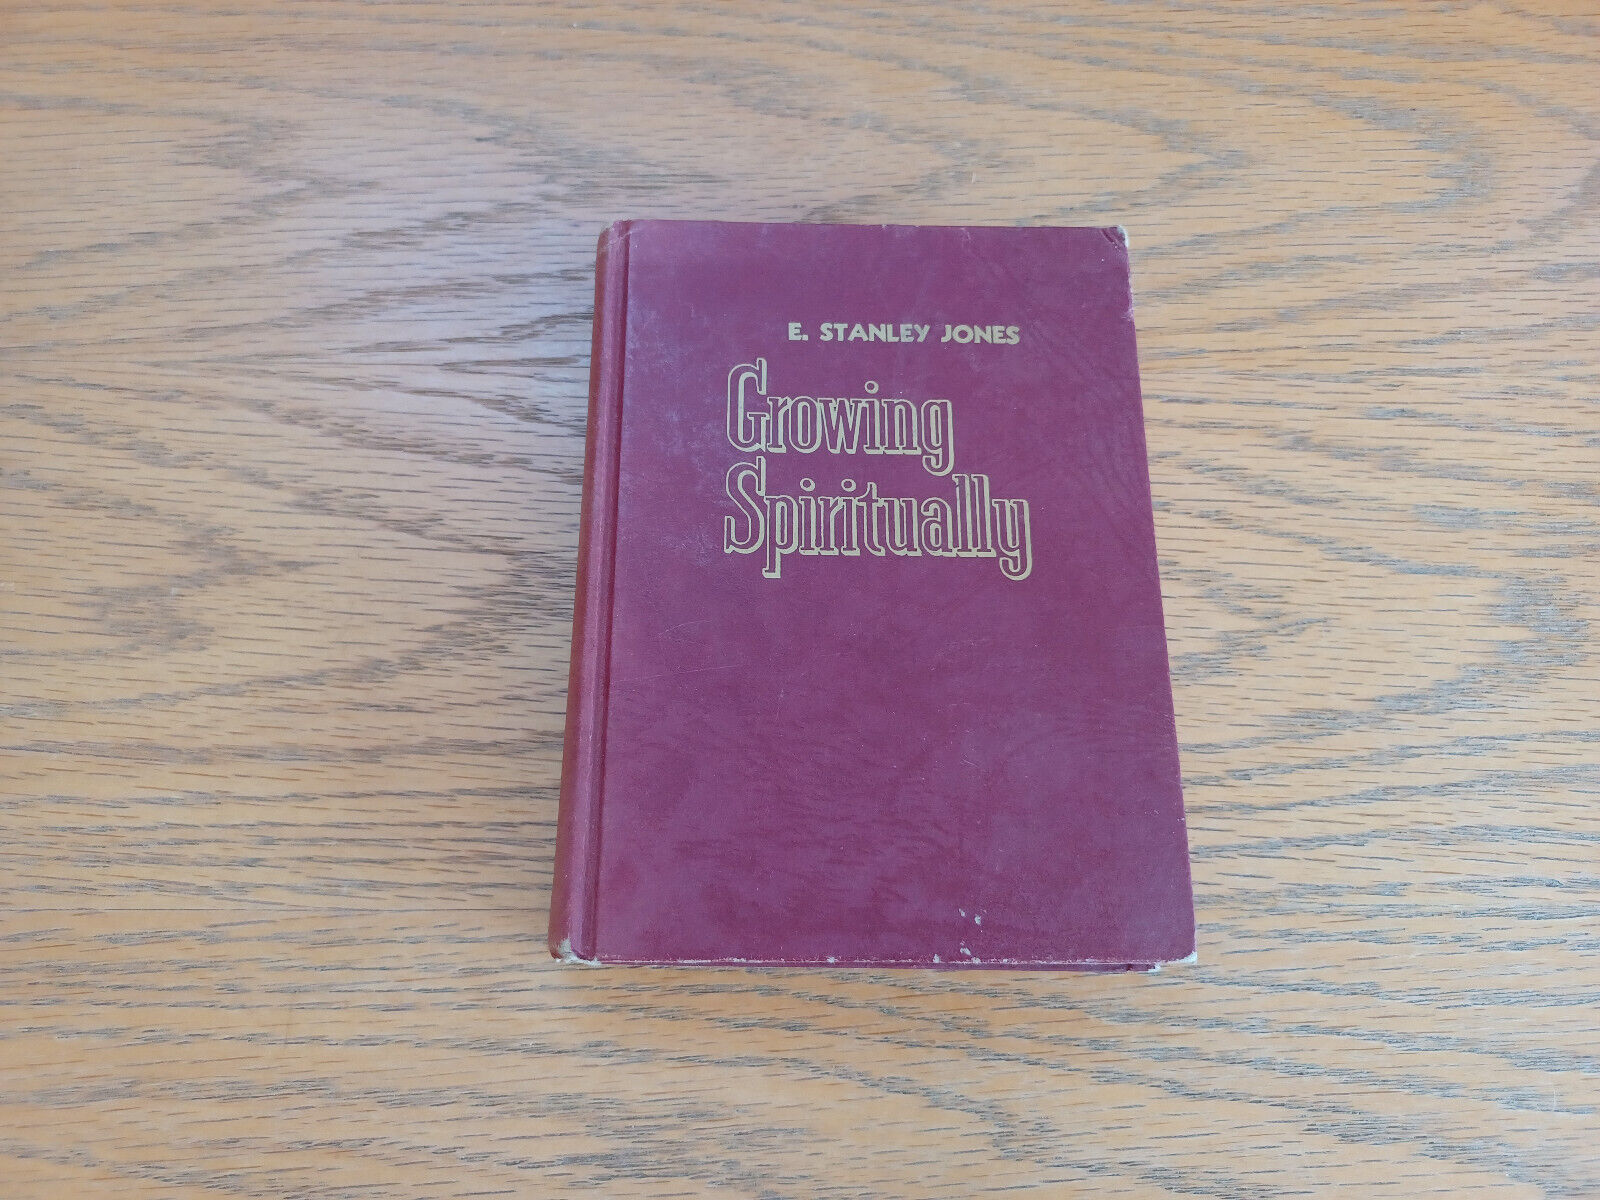 E. STANLEY JONES
Growing
Spiritually